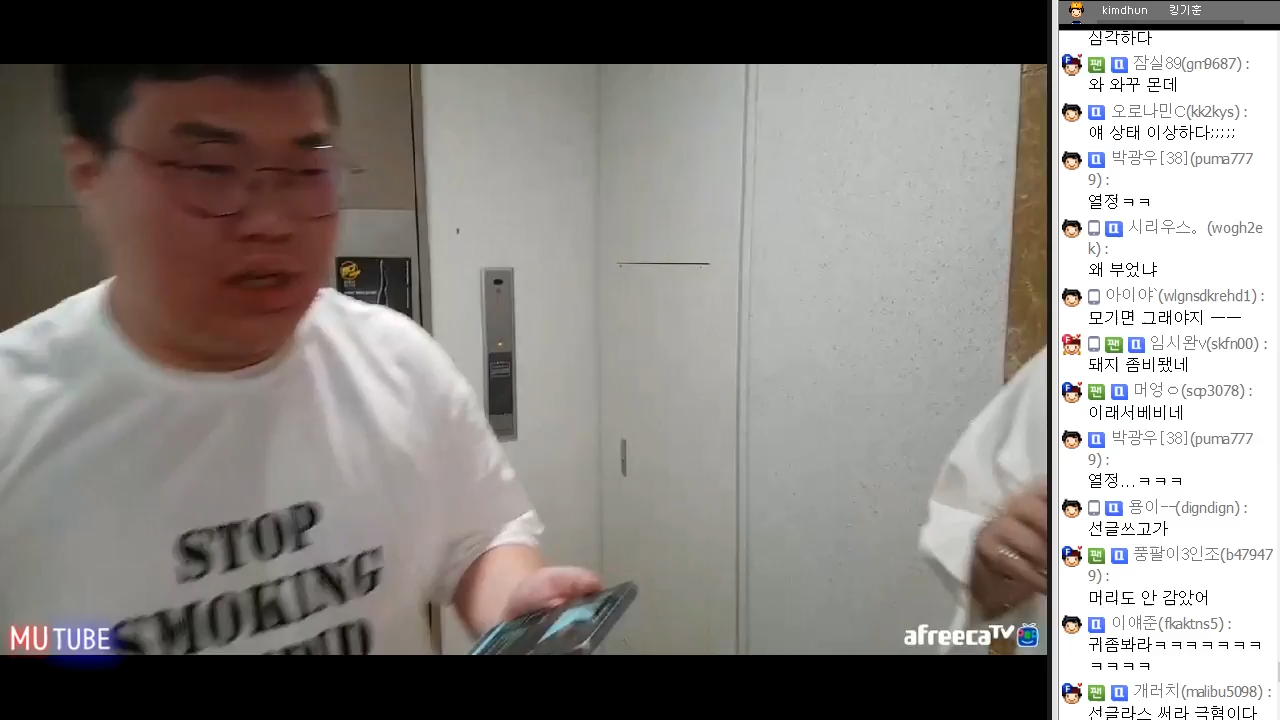 kimdhun 킹기훈
심각하다
잠실89(gm9687) :
와 와꾸 몬데
오로나민C(kk2kys) :
얘 상태 이상하다;;;;;
박광우[38](puma777
9) :
열정ㅋㅋ
시리우스。(wogh2e
k) :
왜 부었냐
아이야(wlgnsdkrehd1) :
모기면 그래야지 ㅡㅡ
임시완v(skfn00) :
돼지 좀비됐네
머엉ㅇ(scp3078) :
이래서베비네
박광우[38](puma777
9) :
열정...ㅋㅋㅋ
용이--(digndign) :
선글쓰고가
풍팔이3인조(b47947
9) :
머리도 안 감았어
이얘준(fkaktns5) :
귀좀봐라ㅋㅋㅋㅋㅋㅋㅋ
ㅋㅋㅋㅋ
개러치(malibu5098) :
선글라스 써라 극혐이다
STOP
SMOKING
MUTUBE
afreecaTV